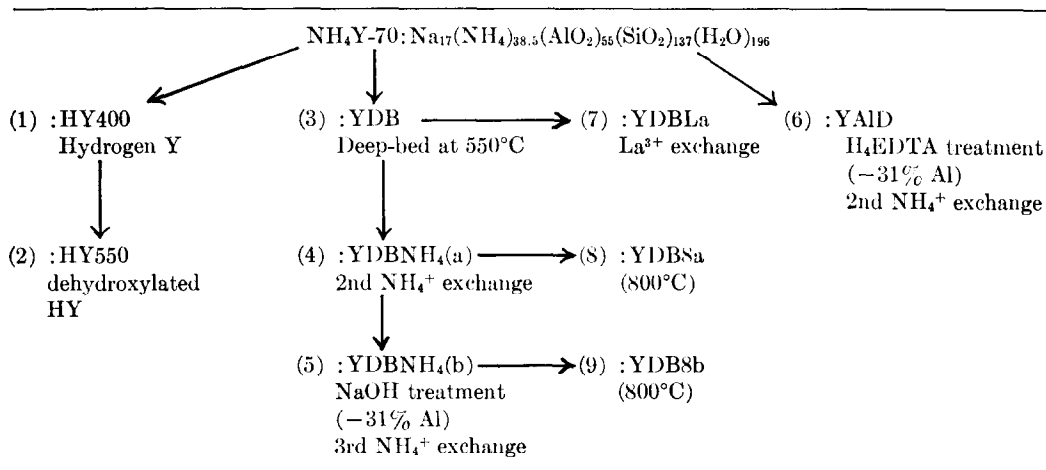 NH₄Y-70: Na₁₇(NH₄)₃₈.₅(AlO₂)₅₅(SiO₂)₁₃₇(H₂O)₁₉₆
(1) :HY400
Hydrogen Y
(3) :YDB
Deep-bed at 550°C
(7) :YDBLa
La³⁺ exchange
(6) :YAlD
H₄EDTA treatment
(−31% Al)
2nd NH₄⁺ exchange
(2) :HY550
dehydroxylated
HY
(4) :YDBNH₄(a)
2nd NH₄⁺ exchange
(8) :YDB8a
(800°C)
(5) :YDBNH₄(b)
NaOH treatment
(−31% Al)
3rd NH₄⁺ exchange
(9) :YDB8b
(800°C)